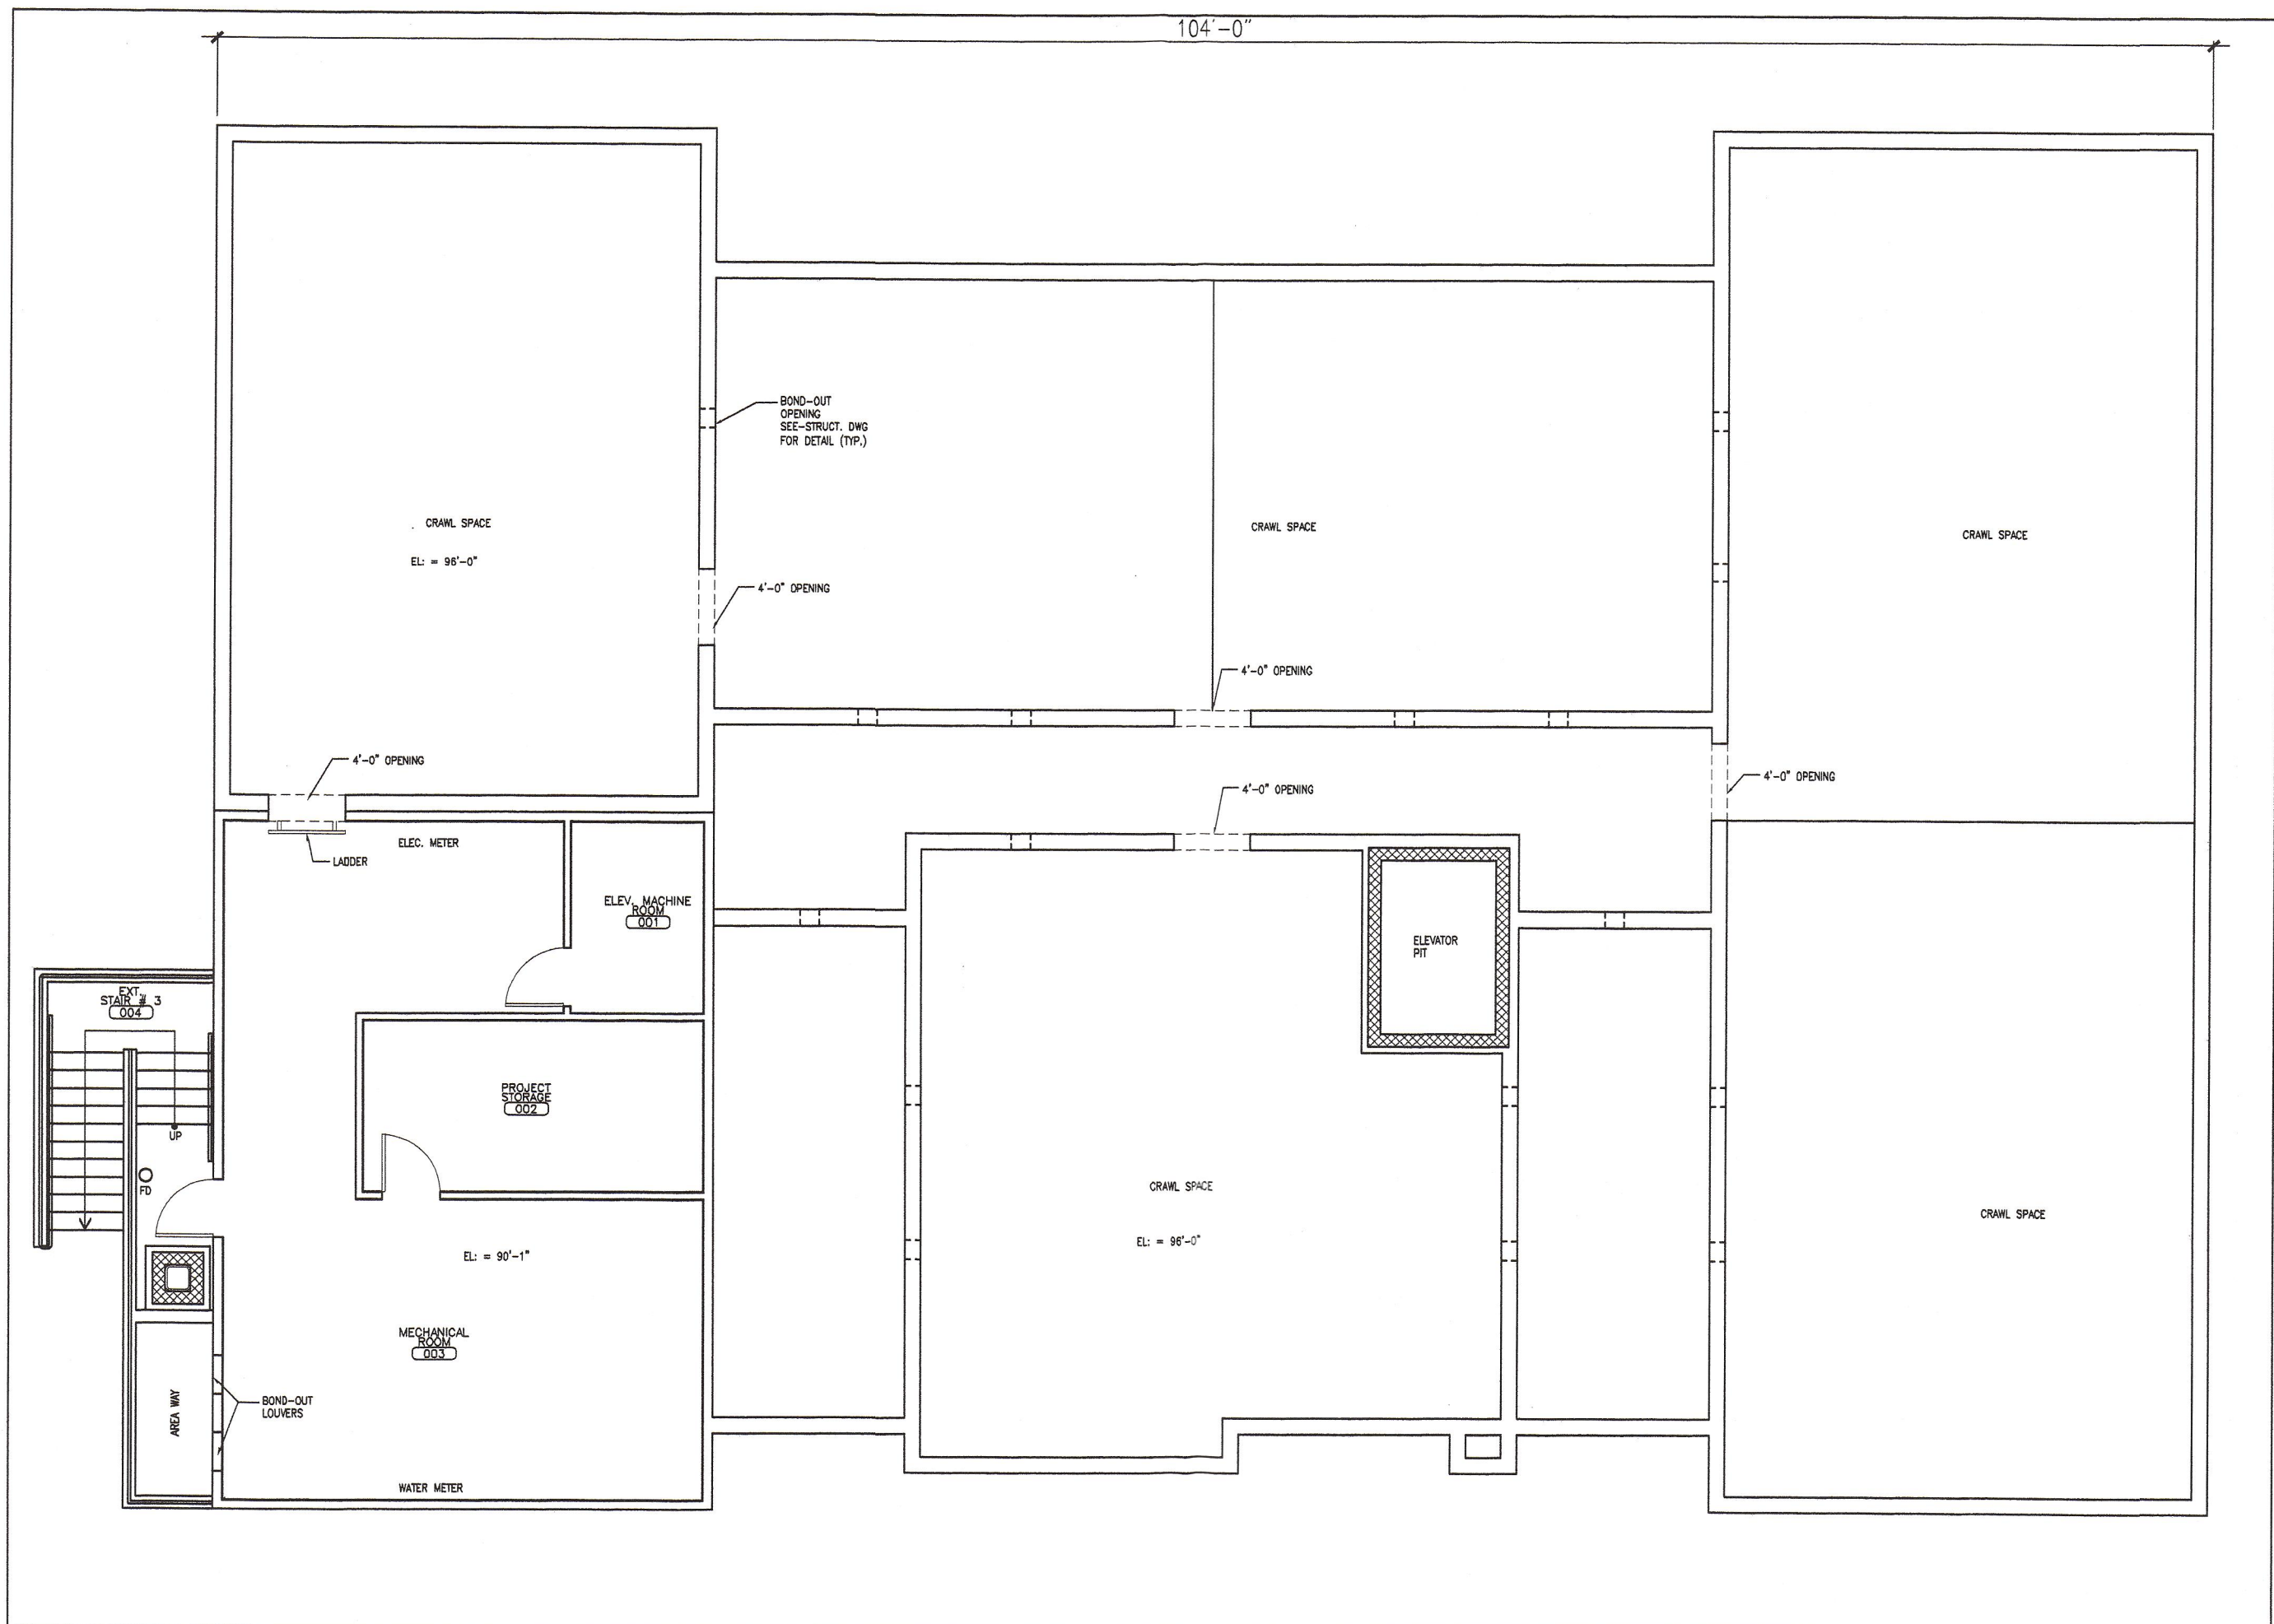 104'-0"
BOND-OUT
OPENING
SEE-STRUCT. DWG
FOR DETAIL (TYP.)
CRAWL SPACE
EL: = 96'-0"
CRAWL SPACE
CRAWL SPACE
4'-0" OPENING
4'-0" OPENING
4'-0" OPENING
4'-0" OPENING
4'-0" OPENING
LADDER
ELEC. METER
ELEV. MACHINE
ROOM
001
ELEVATOR
PIT
EXT.
STAIR # 3
004
UP
FD
PROJECT
STORAGE
002
CRAWL SPACE
EL: = 96'-0"
CRAWL SPACE
EL: = 90'-1"
MECHANICAL
ROOM
003
AREA WAY
BOND-OUT
LOUVERS
WATER METER